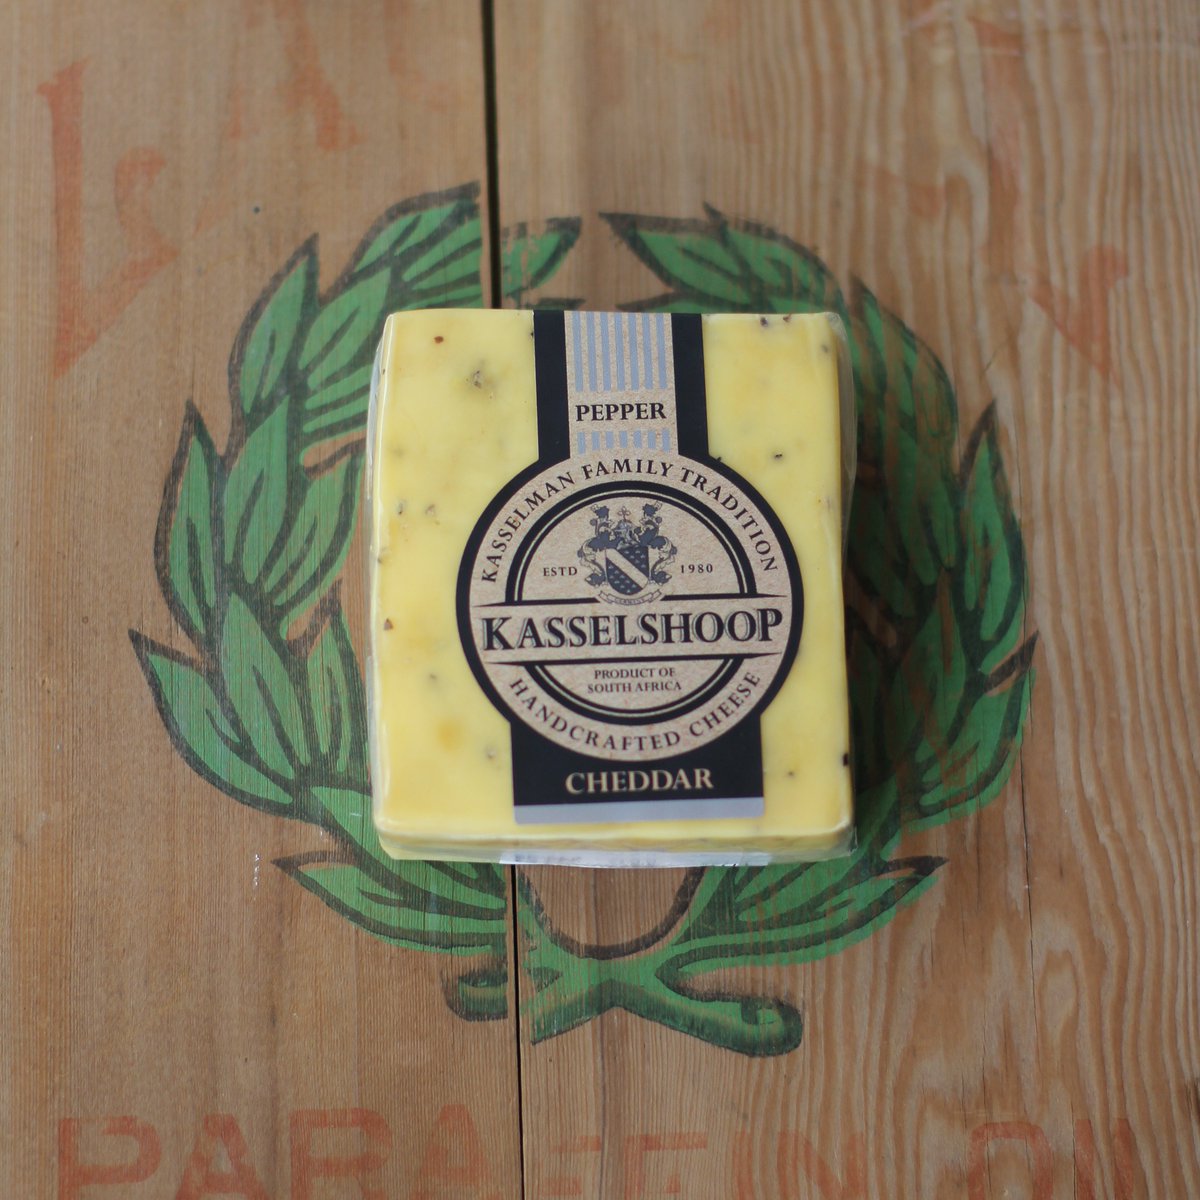 PEPPER
KASSELMAN FAMILY TRADITION
ESTD 1980
KASSELSHOOP
PRODUCT OF
SOUTH AFRICA
HANDCRAFTED CHEESE
CHEDDAR